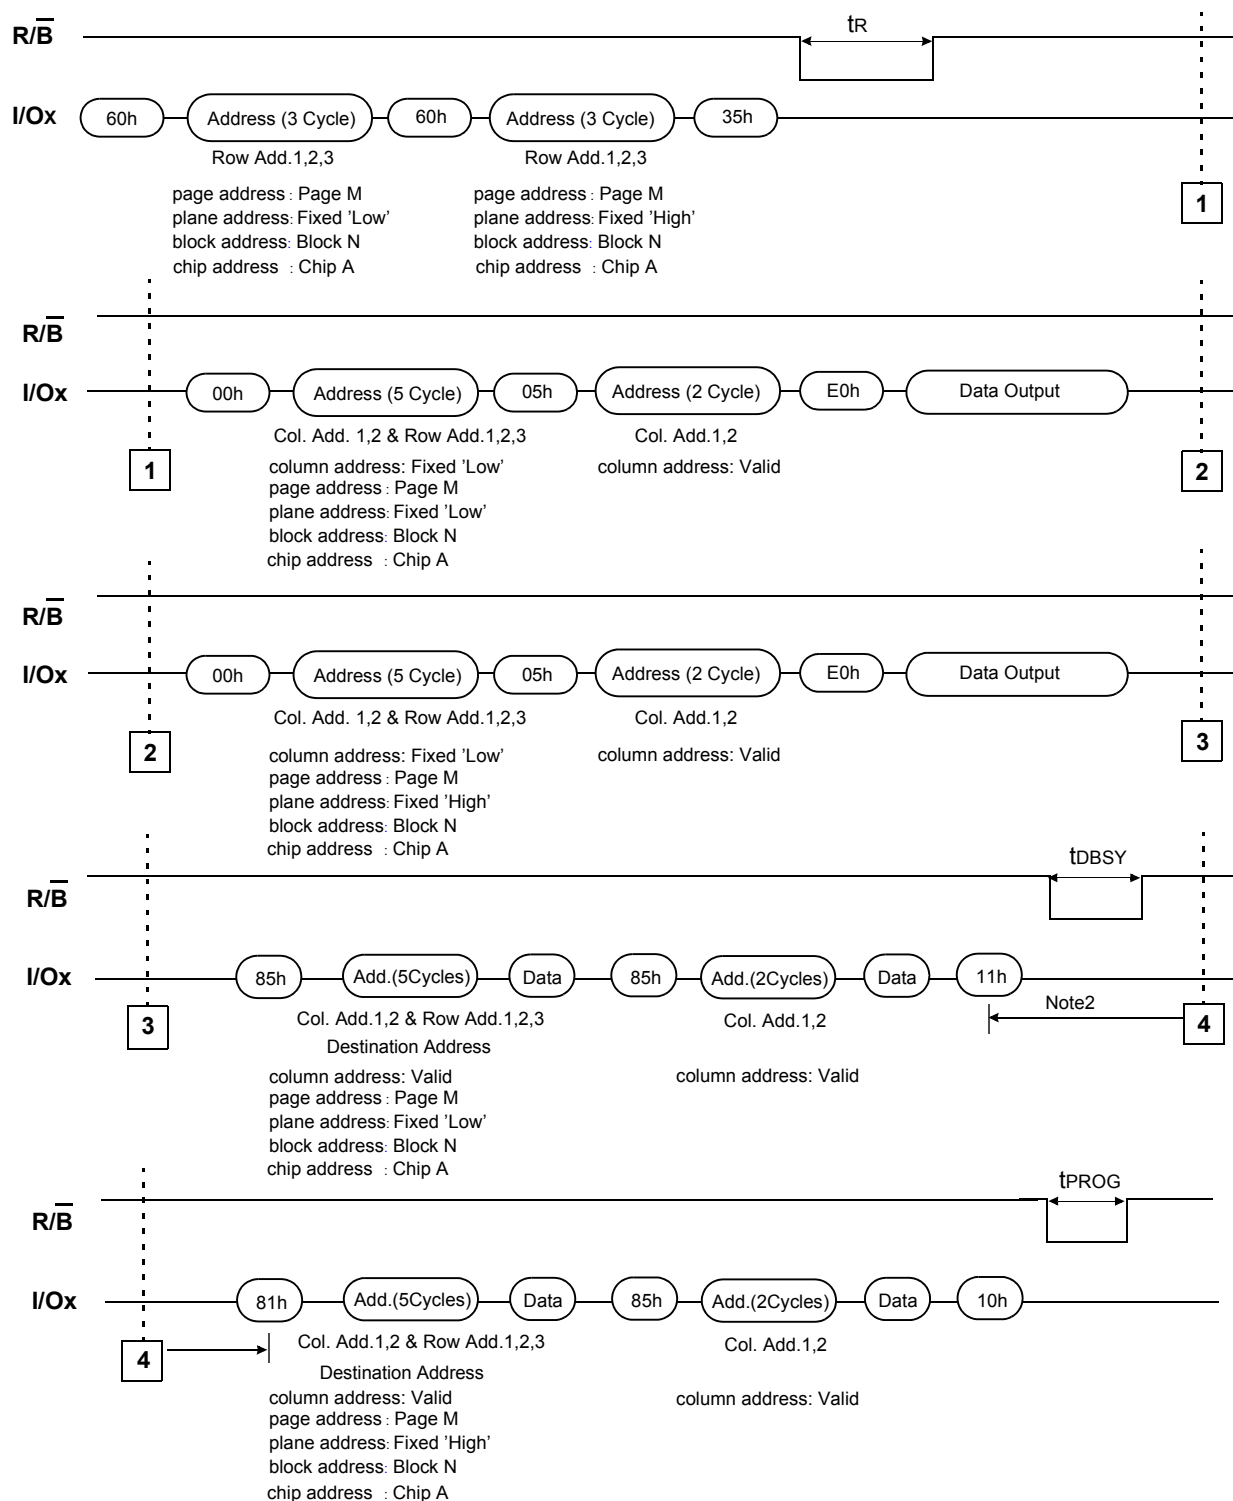 R/B tR
I/Ox 60h Address (3 Cycle) 60h Address (3 Cycle) 35h
Row Add.1,2,3 Row Add.1,2,3
page address : Page M page address : Page M
plane address: Fixed 'Low' plane address: Fixed 'High'
block address: Block N block address: Block N
chip address : Chip A chip address : Chip A
1
R/B
I/Ox 00h Address (5 Cycle) 05h Address (2 Cycle) E0h Data Output
Col. Add. 1,2 & Row Add.1,2,3 Col. Add.1,2
1 column address: Fixed 'Low' column address: Valid 2
page address : Page M
plane address: Fixed 'Low'
block address: Block N
chip address : Chip A
R/B
I/Ox 00h Address (5 Cycle) 05h Address (2 Cycle) E0h Data Output
Col. Add. 1,2 & Row Add.1,2,3 Col. Add.1,2
2 column address: Fixed 'Low' column address: Valid 3
page address : Page M
plane address: Fixed 'High'
block address: Block N
chip address : Chip A
R/B tDBSY
I/Ox 85h Add.(5Cycles) Data 85h Add.(2Cycles) Data 11h
Note2
3 Col. Add.1,2 & Row Add.1,2,3 Col. Add.1,2 4
Destination Address
column address: Valid column address: Valid
page address : Page M
plane address: Fixed 'Low'
block address: Block N
chip address : Chip A
R/B tPROG
I/Ox 81h Add.(5Cycles) Data 85h Add.(2Cycles) Data 10h
4 Col. Add.1,2 & Row Add.1,2,3 Col. Add.1,2
Destination Address
column address: Valid column address: Valid
page address : Page M
plane address: Fixed 'High'
block address: Block N
chip address : Chip A